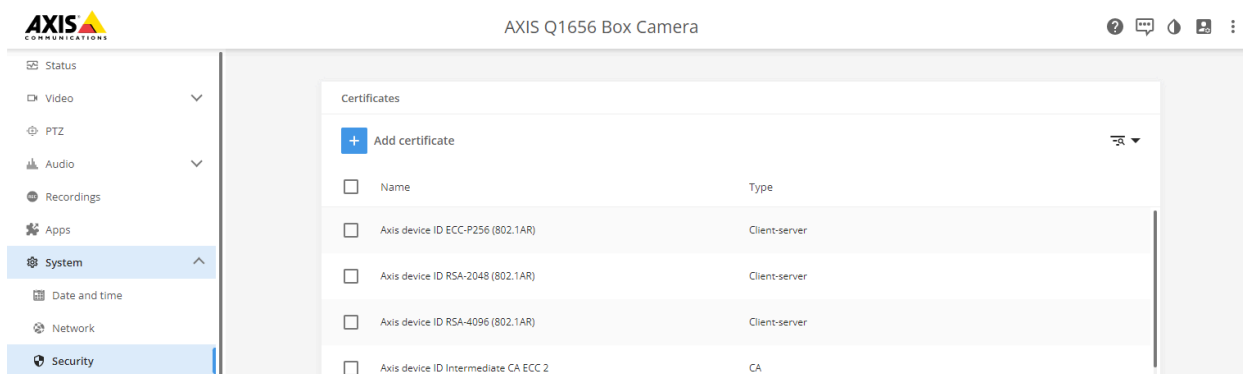 AXIS
COMMUNICATIONS
AXIS Q1656 Box Camera
Status
Video
PTZ
Audio
Recordings
Apps
System
Date and time
Network
Security
Certificates
Add certificate
Name Type
Axis device ID ECC-P256 (802.1AR) Client-server
Axis device ID RSA-2048 (802.1AR) Client-server
Axis device ID RSA-4096 (802.1AR) Client-server
Axis device ID Intermediate CA ECC 2 CA